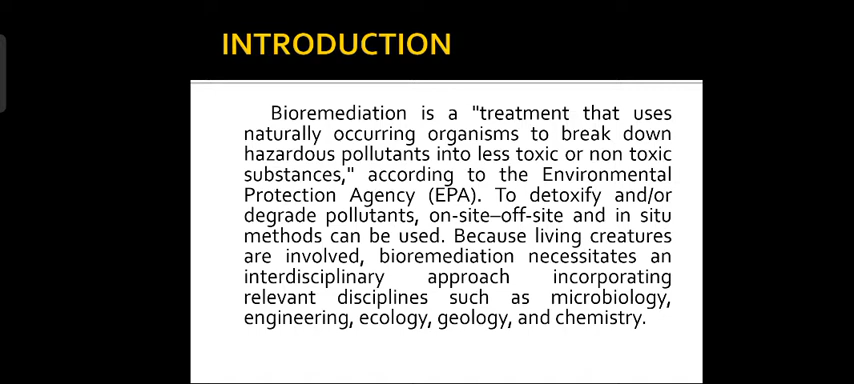 INTRODUCTION
Bioremediation is a "treatment that uses
naturally occurring organisms to break down
hazardous pollutants into less toxic or non toxic
substances," according to the Environmental
Protection Agency (EPA). To detoxify and/or
degrade pollutants, on-site–off-site and in situ
methods can be used. Because living creatures
are involved, bioremediation necessitates an
interdisciplinary approach incorporating
relevant disciplines such as microbiology,
engineering, ecology, geology, and chemistry.